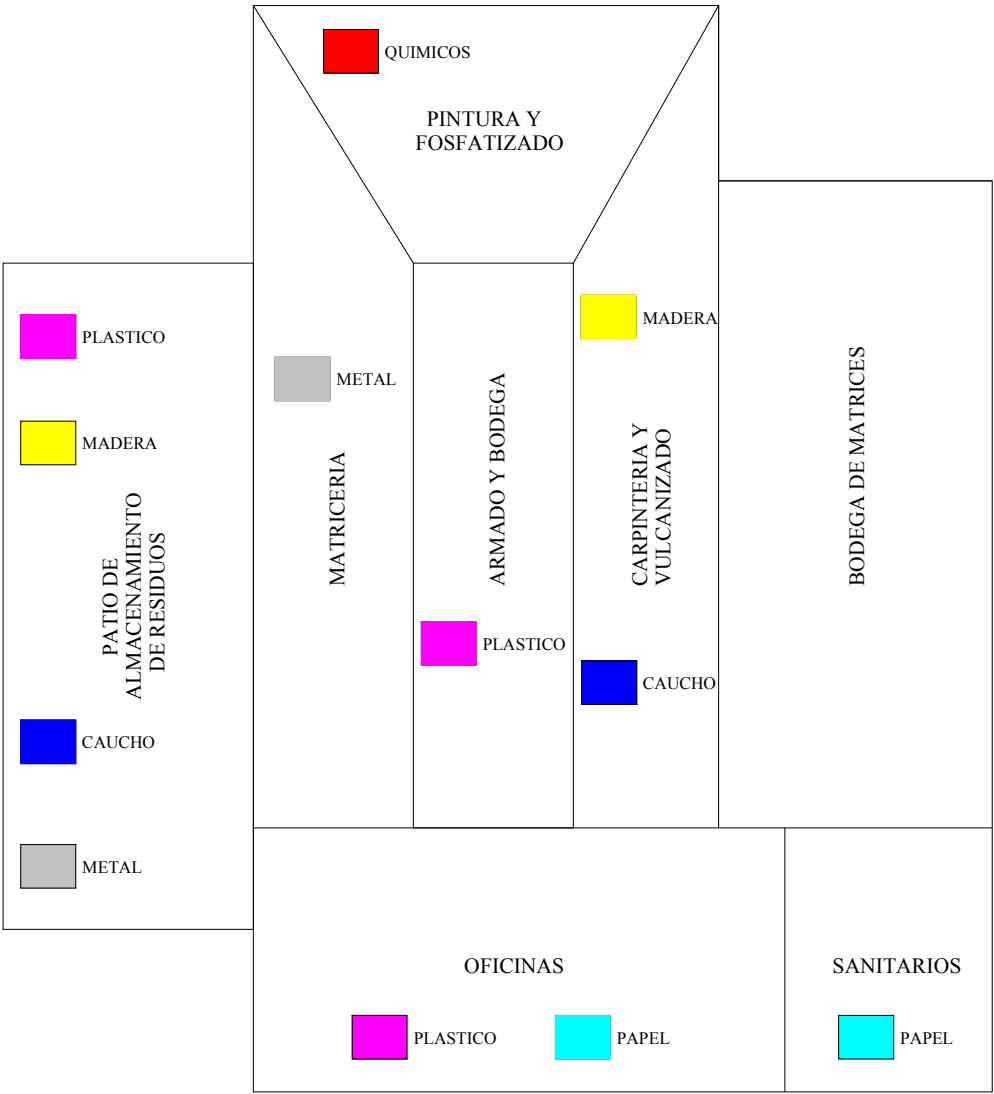 QUIMICOS
PINTURA Y
FOSFATIZADO
PLASTICO
MADERA
PATIO DE
ALMACENAMIENTO
DE RESIDUOS
CAUCHO
METAL
METAL
MATRICERIA
ARMADO Y BODEGA
PLASTICO
MADERA
CARPINTERIA Y
VULCANIZADO
CAUCHO
BODEGA DE MATRICES
OFICINAS
PLASTICO
PAPEL
SANITARIOS
PAPEL